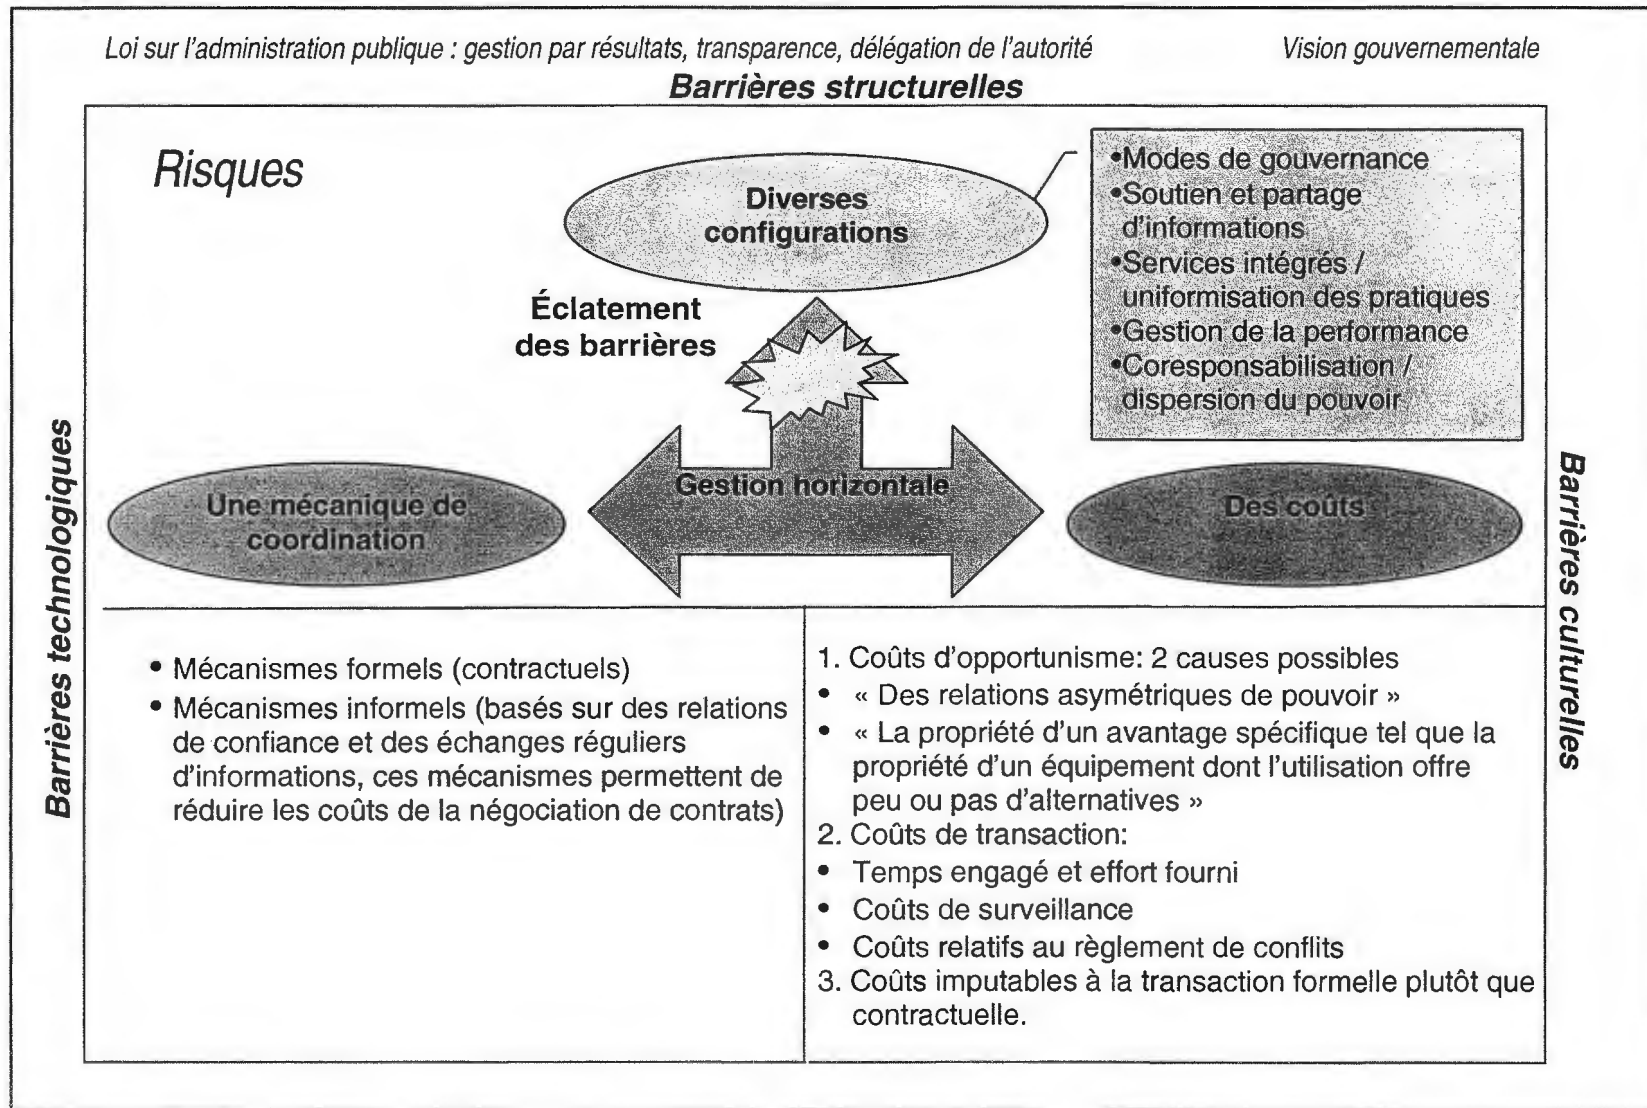 Loi sur l'administration publique : gestion par résultats, transparence, délégation de l'autorité
Vision gouvernementale
Barrières structurelles
Risques
Diverses
configurations
•Modes de gouvernance
•Soutien et partage
d'informations
•Services intégrés /
uniformisation des pratiques
•Gestion de la performance
•Coresponsabilisation /
dispersion du pouvoir
Éclatement
des barrières
Barrières technologiques
Une mécanique de
coordination
Gestion horizontale
Des coûts
Barrières culturelles
• Mécanismes formels (contractuels)
• Mécanismes informels (basés sur des relations
de confiance et des échanges réguliers
d'informations, ces mécanismes permettent de
réduire les coûts de la négociation de contrats)
1. Coûts d'opportunisme: 2 causes possibles
• « Des relations asymétriques de pouvoir »
• « La propriété d'un avantage spécifique tel que la
propriété d'un équipement dont l'utilisation offre
peu ou pas d'alternatives »
2. Coûts de transaction:
• Temps engagé et effort fourni
• Coûts de surveillance
• Coûts relatifs au règlement de conflits
3. Coûts imputables à la transaction formelle plutôt que
contractuelle.